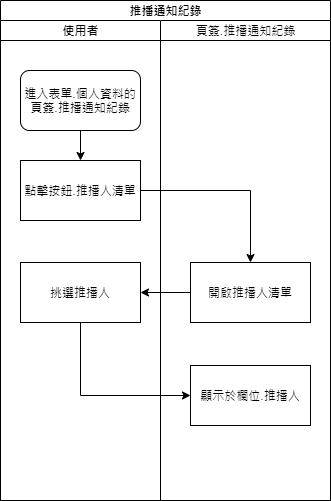 推播通知紀錄
使用者
頁簽.推播通知紀錄
進入表單.個人資料的
頁簽.推播通知紀錄
點擊按鈕.推播人清單
開啟推播人清單
挑選推播人
顯示於欄位.推播人